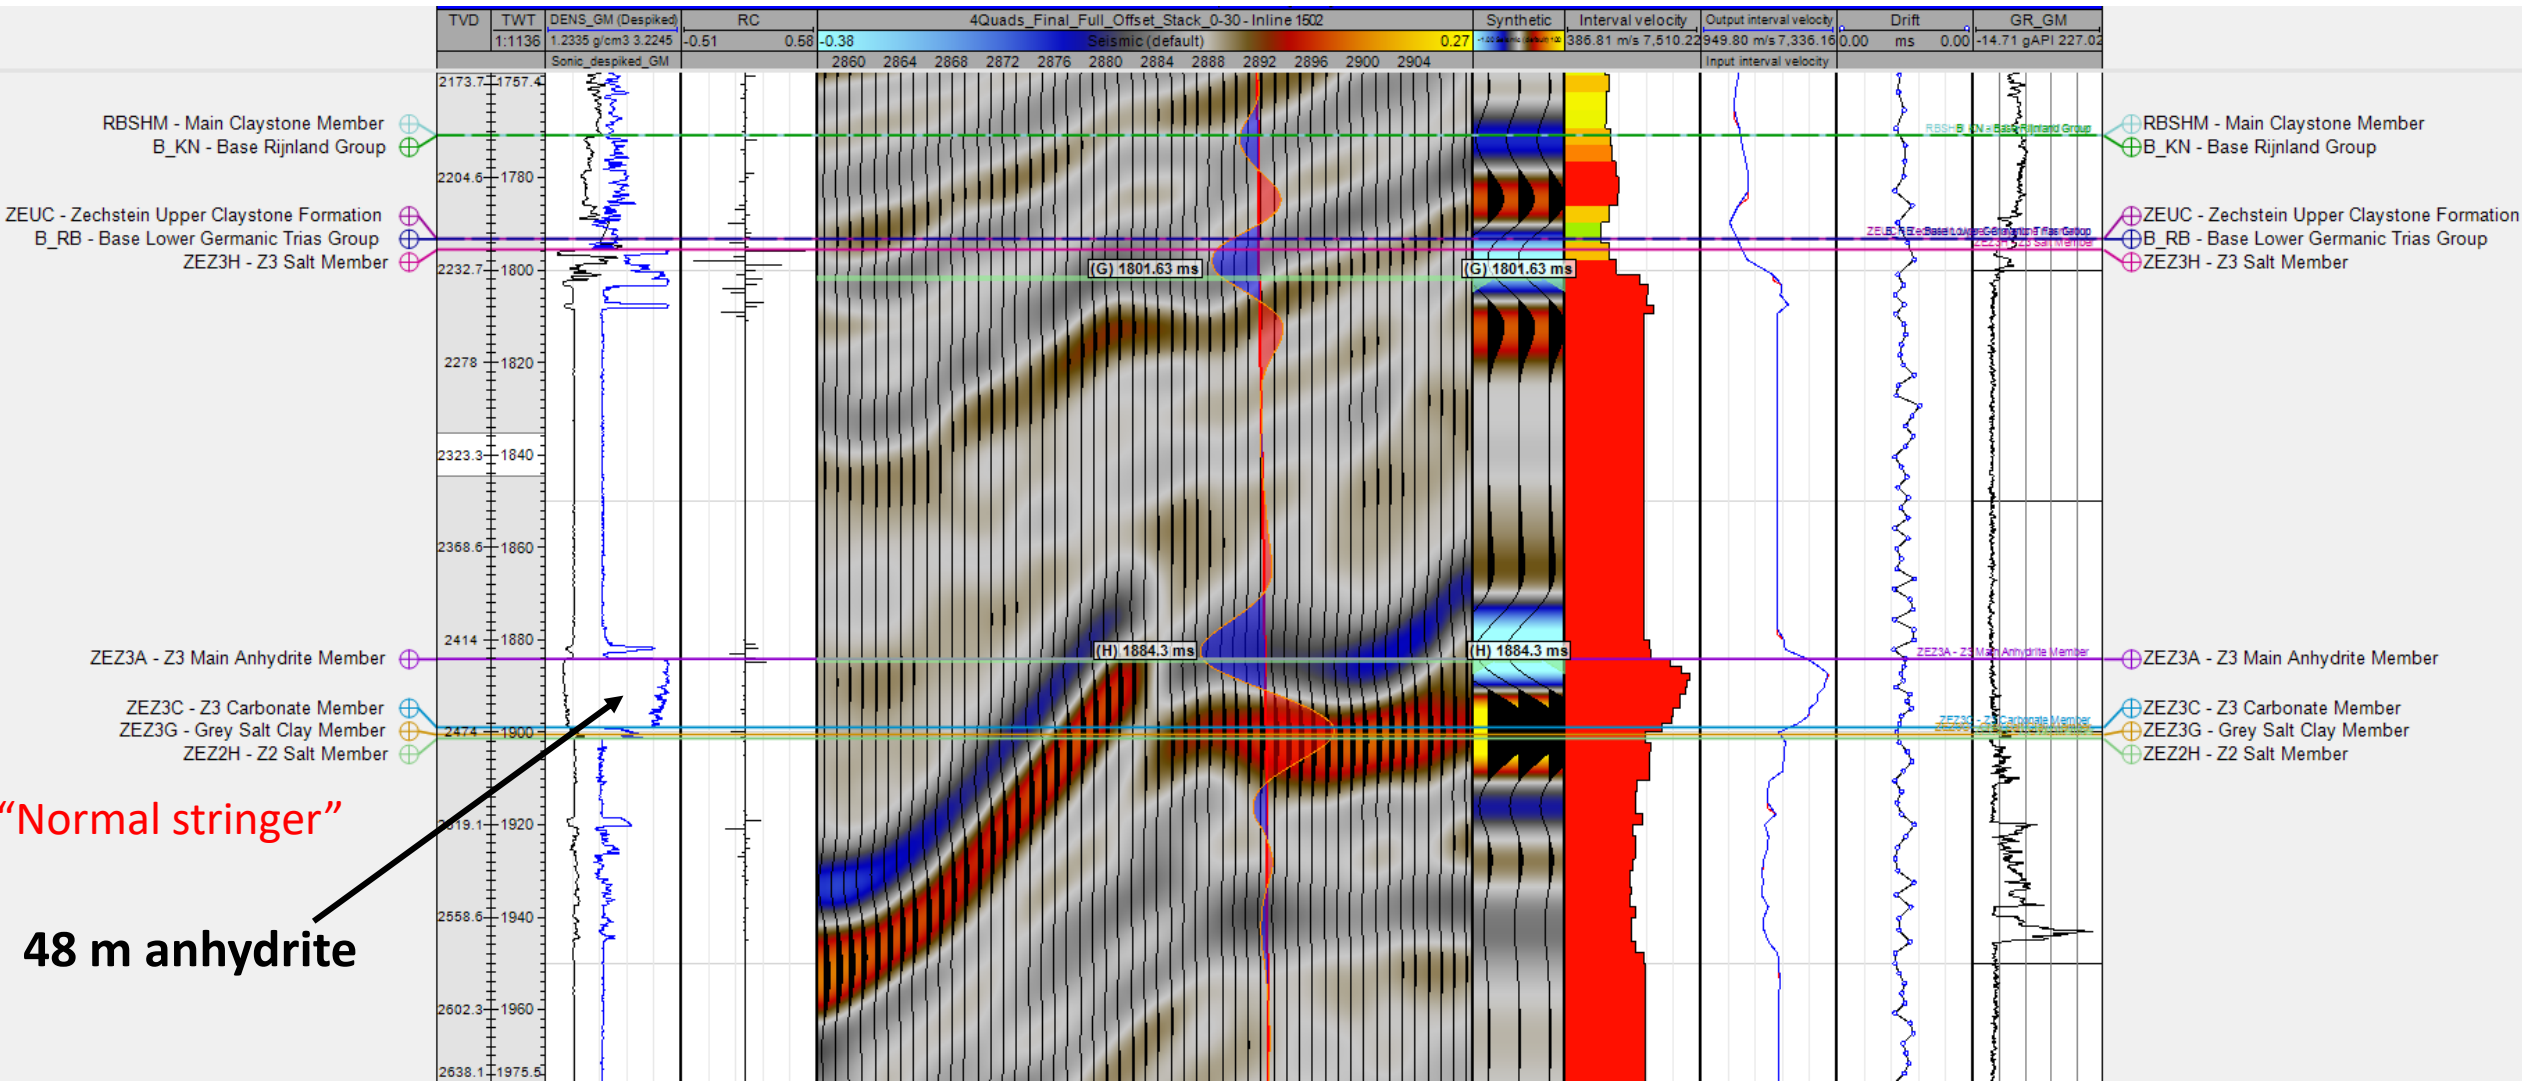 TVD TWT DENS_GM (Despiked) RC 4Quads_Final_Full_Offset_Stack_0-30 - Inline 1502 Synthetic Interval velocity Output interval velocity Drift GR_GM
1:1136 1.2335 g/cm3 3.2245 -0.51 0.58 -0.38 Seismic (default) 0.27 386.81 m/s 7,510.22 949.80 m/s 7,336.16 0.00 ms 0.00 -14.71 gAPI 227.02
Sonic_despiked_GM 2860 2864 2868 2872 2876 2880 2884 2888 2892 2896 2900 2904 Input interval velocity
2173.7 1757.4
RBSHM - Main Claystone Member RBSHM - Main Claystone Member
B_KN - Base Rijnland Group B_KN - Base Rijnland Group
2204.6 1780
ZEUC - Zechstein Upper Claystone Formation ZEUC - Zechstein Upper Claystone Formation
B_RB - Base Lower Germanic Trias Group B_RB - Base Lower Germanic Trias Group
ZEZ3H - Z3 Salt Member ZEZ3H - Z3 Salt Member
2232.7 1800 (G) 1801.63 ms (G) 1801.63 ms
2278 1820
2323.3 1840
2368.6 1860
2414 1880
(H) 1884.3 ms (H) 1884.3 ms
ZEZ3A - Z3 Main Anhydrite Member ZEZ3A - Z3 Main Anhydrite Member ZEZ3A - Z3 Main Anhydrite Member
ZEZ3C - Z3 Carbonate Member ZEZ3C - Z3 Carbonate Member ZEZ3C - Z3 Carbonate Member
2474 1900
ZEZ3G - Grey Salt Clay Member ZEZ3G - Grey Salt Clay Member
ZEZ2H - Z2 Salt Member ZEZ2H - Z2 Salt Member
"Normal stringer"
1920
2558.6 1940
48 m anhydrite
2602.3 1960
2638.1 1975.5